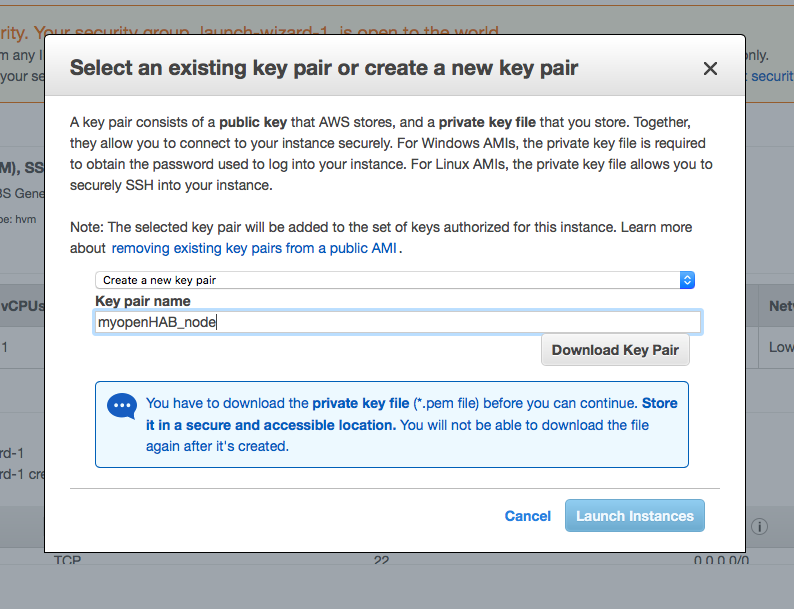 rity. Your security group, launch-wizard-1, is open to the world.
m any I
only.
your se
securit
Select an existing key pair or create a new key pair
A key pair consists of a public key that AWS stores, and a private key file that you store. Together,
they allow you to connect to your instance securely. For Windows AMIs, the private key file is required
to obtain the password used to log into your instance. For Linux AMIs, the private key file allows you to
securely SSH into your instance.
M), SS
BS Gene
pe: hvm
Note: The selected key pair will be added to the set of keys authorized for this instance. Learn more
about removing existing key pairs from a public AMI.
Create a new key pair
vCPUs
Key pair name
Net
myopenHAB_node
1
Download Key Pair
Low
You have to download the private key file (*.pem file) before you can continue. Store
it in a secure and accessible location. You will not be able to download the file
again after it's created.
rd-1
rd-1 cre
Cancel Launch Instances
TCP 22 0.0.0.0/0